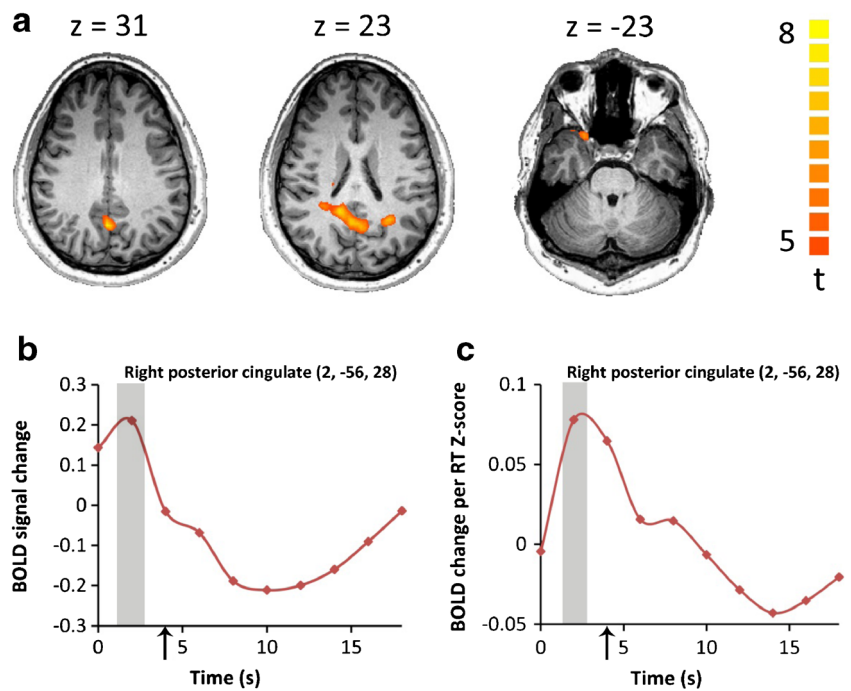 a
z = 31
z = 23
z = -23
8
5
t
b
Right posterior cingulate (2, -56, 28)
BOLD signal change
0.3
0.2
0.1
0
-0.1
-0.2
-0.3
0
5
10
15
Time (s)
c
Right posterior cingulate (2, -56, 28)
BOLD change per RT Z-score
0.1
0.05
0
-0.05
0
5
10
15
Time (s)